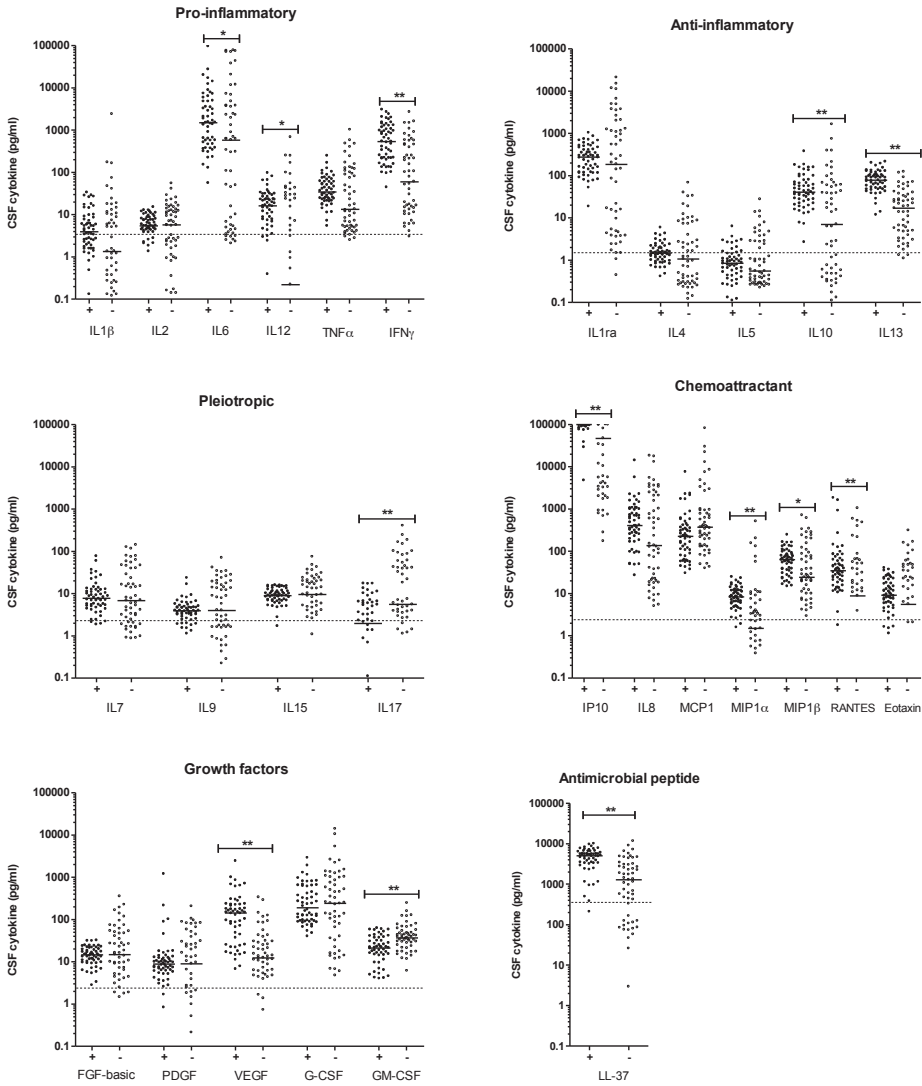 Pro-inflammatory
CSF cytokine (pg/ml)
100000
10000
1000
100
10
1
0.1
* * **
+ - + - + - + - + - + -
IL1β IL2 IL6 IL12 TNFα IFNγ
Anti-inflammatory
CSF cytokine (pg/ml)
100000
10000
1000
100
10
1
0.1
** **
+ - + - + - + - + -
IL1ra IL4 IL5 IL10 IL13
Pleiotropic
CSF cytokine (pg/ml)
100000
10000
1000
100
10
1
0.1
**
+ - + - + - + -
IL7 IL9 IL15 IL17
Chemoattractant
CSF cytokine (pg/ml)
100000
10000
1000
100
10
1
0.1
** ** * **
+ - + - + - + - + - + - + -
IP10 IL8 MCP1 MIP1α MIP1β RANTES Eotaxin
Growth factors
CSF cytokine (pg/ml)
100000
10000
1000
100
10
1
0.1
** **
+ - + - + - + - + -
FGF-basic PDGF VEGF G-CSF GM-CSF
Antimicrobial peptide
CSF cytokine (pg/ml)
100000
10000
1000
100
10
1
0.1
**
+ -
LL-37